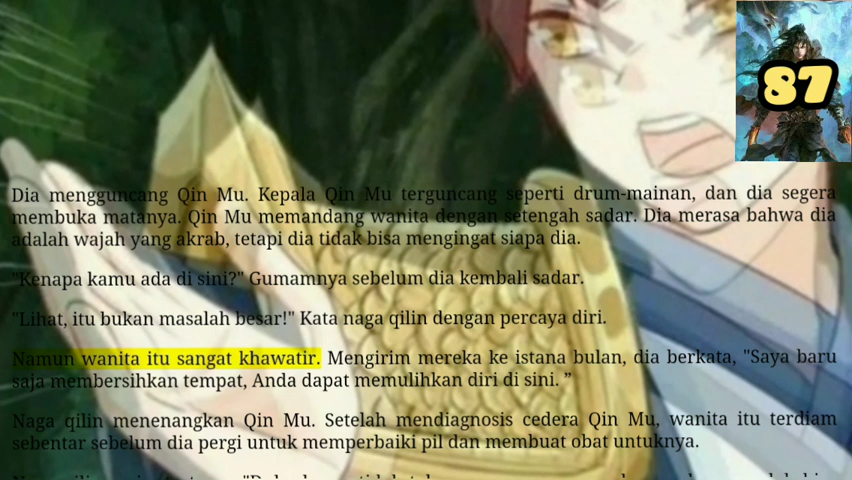 87
Dia mengguncang Qin Mu. Kepala Qin Mu terguncang seperti drum-mainan, dan dia segera
membuka matanya. Qin Mu memandang wanita dengan setengah sadar. Dia merasa bahwa dia
adalah wajah yang akrab, tetapi dia tidak bisa mengingat siapa dia.
"Kenapa kamu ada di sini?" Gumamnya sebelum dia kembali sadar.
"Lihat, itu bukan masalah besar!" Kata naga qilin dengan percaya diri.
Namun wanita itu sangat khawatir. Mengirim mereka ke istana bulan, dia berkata, "Saya baru
saja membersihkan tempat, Anda dapat memulihkan diri di sini. ”
Naga qilin menenangkan Qin Mu. Setelah mendiagnosis cedera Qin Mu, wanita itu terdiam
sebentar sebelum dia pergi untuk memperbaiki pil dan membuat obat untuknya.